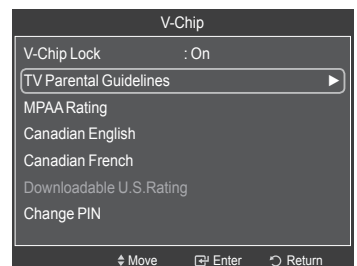 V-Chip
V-Chip Lock : On
TV Parental Guidelines ►
MPAA Rating
Canadian English
Canadian French
Downloadable U.S.Rating
Change PIN
Move Enter Return